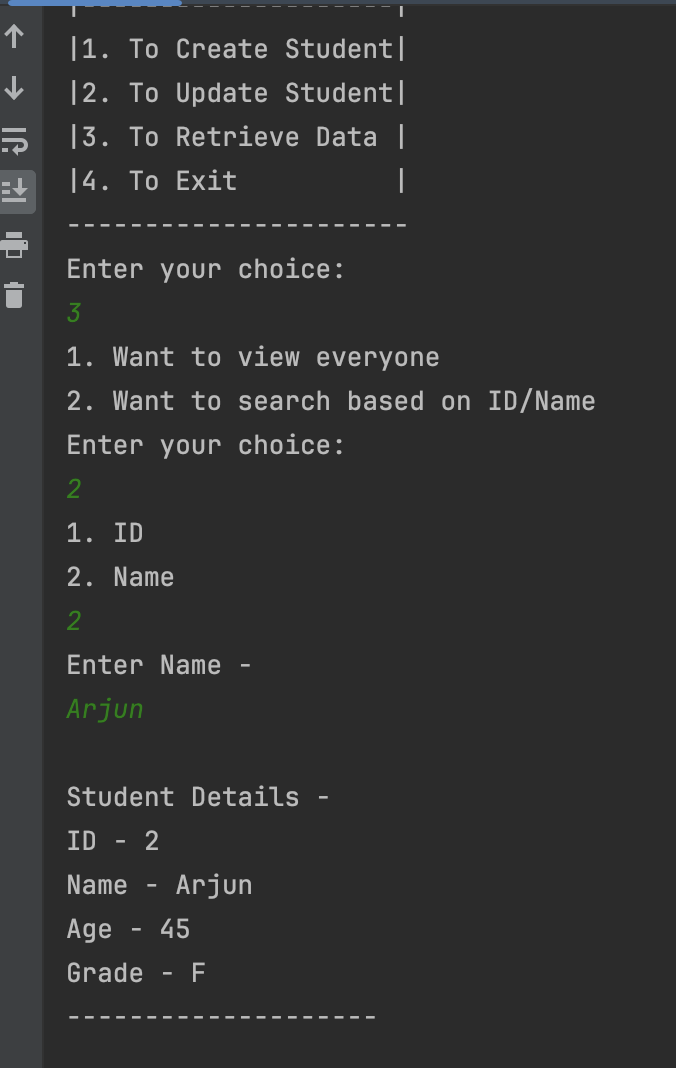 |---------------------|
|1. To Create Student|
|2. To Update Student|
|3. To Retrieve Data |
|4. To Exit          |
----------------------
Enter your choice:
3
1. Want to view everyone
2. Want to search based on ID/Name
Enter your choice:
2
1. ID
2. Name
2
Enter Name -
Arjun

Student Details -
ID - 2
Name - Arjun
Age - 45
Grade - F
--------------------